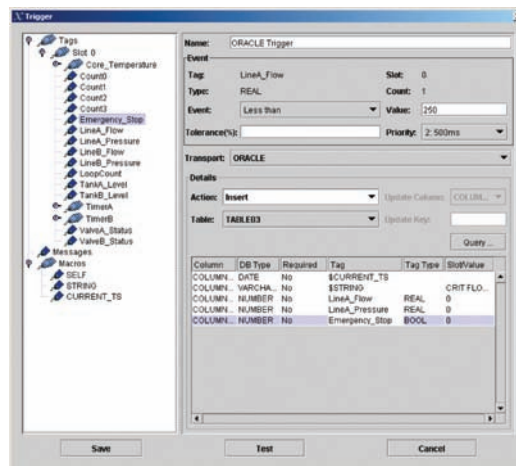 Trigger
Tags
Slot 0
Core_Temperature
Count0
Count1
Count2
Count3
Emergency_Stop
LineA_Flow
LineA_Pressure
LineB_Flow
LineB_Pressure
LoopCount
TankA_Level
TankB_Level
TimerA
TimerB
ValveA_Status
ValveB_Status
Messages
Macros
SELF
STRING
CURRENT_TS
Name: ORACLE Trigger
Event
Tag: LineA_Flow Slot: 0
Type: REAL Count: 1
Event: Less than Value: 250
Tolerance(%): Priority: 2: 500ms
Transport: ORACLE
Details
Action: Insert Update Column: COLUM...
Table: TABLEB3 Update Key:
Query ...
Column DB Type Required Tag Tag Type Slot/Value
COLUMN... DATE No $CURRENT_TS
COLUMN... VARCHA... No $STRING CRIT FLO...
COLUMN... NUMBER No LineA_Flow REAL 0
COLUMN... NUMBER No LineA_Pressure REAL 0
COLUMN... NUMBER No Emergency_Stop BOOL 0
Save Test Cancel